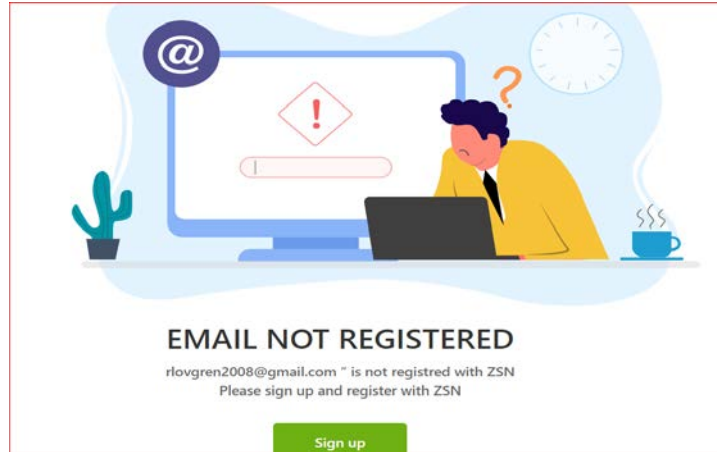 @
!
?
EMAIL NOT REGISTERED
rlovgren2008@gmail.com " is not registred with ZSN
Please sign up and register with ZSN
Sign up